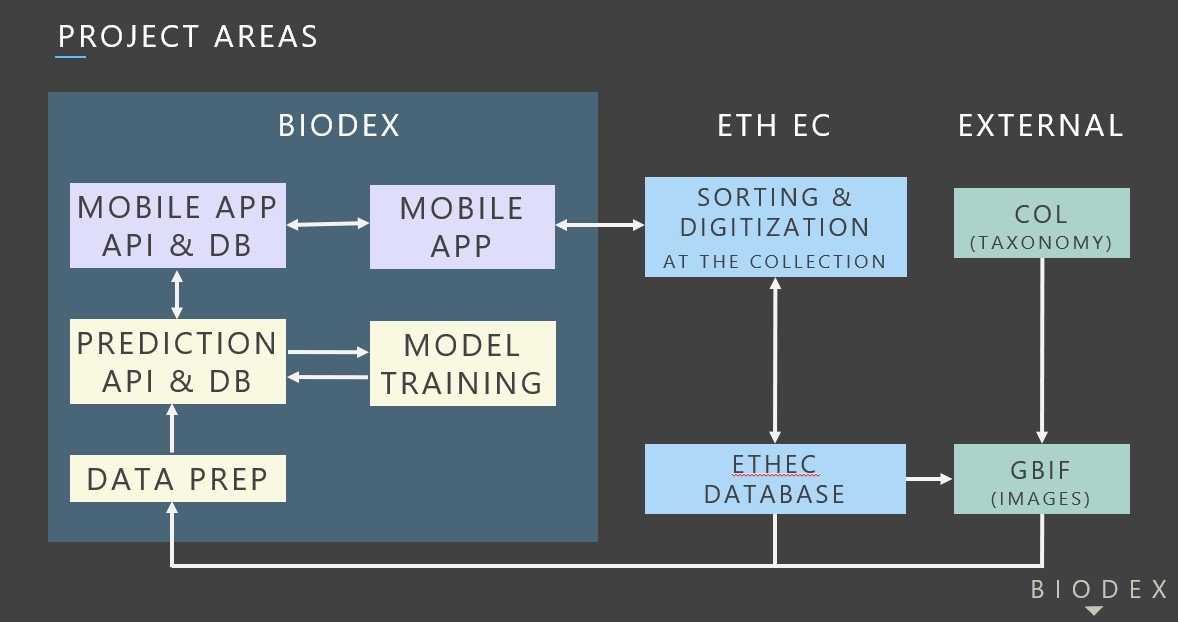 PROJECT AREAS
BIODEX
ETH EC
EXTERNAL
MOBILE APP
API & DB
MOBILE
APP
SORTING &
DIGITIZATION
AT THE COLLECTION
COL
(TAXONOMY)
PREDICTION
API & DB
MODEL
TRAINING
DATA PREP
ETHEC
DATABASE
GBIF
(IMAGES)
BIODEX